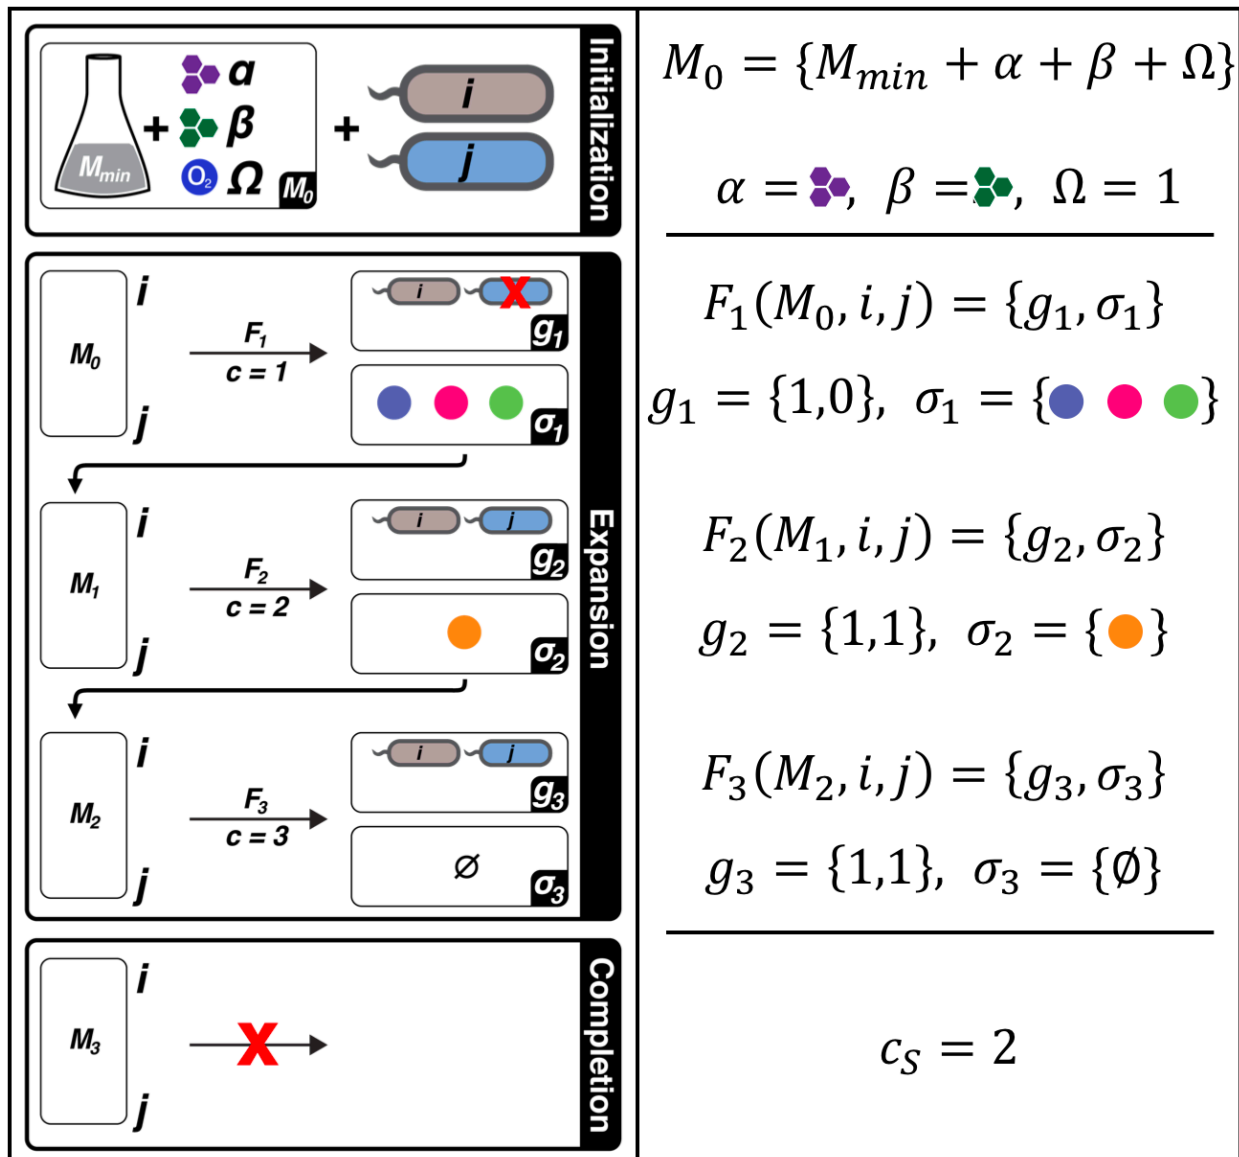 M_min + α β O₂ Ω M₀ + i j
Initialization
M₀ = {M_min + α + β + Ω}
α = , β = , Ω = 1
M₀ i j F₁ c = 1 i j X g₁ σ₁
F₁(M₀, i, j) = {g₁, σ₁}
g₁ = {1,0}, σ₁ = { }
M₁ i j F₂ c = 2 i j g₂ σ₂
Expansion
F₂(M₁, i, j) = {g₂, σ₂}
g₂ = {1,1}, σ₂ = { }
M₂ i j F₃ c = 3 i j g₃ ∅ σ₃
F₃(M₂, i, j) = {g₃, σ₃}
g₃ = {1,1}, σ₃ = {∅}
M₃ i j X
Completion
c_S = 2